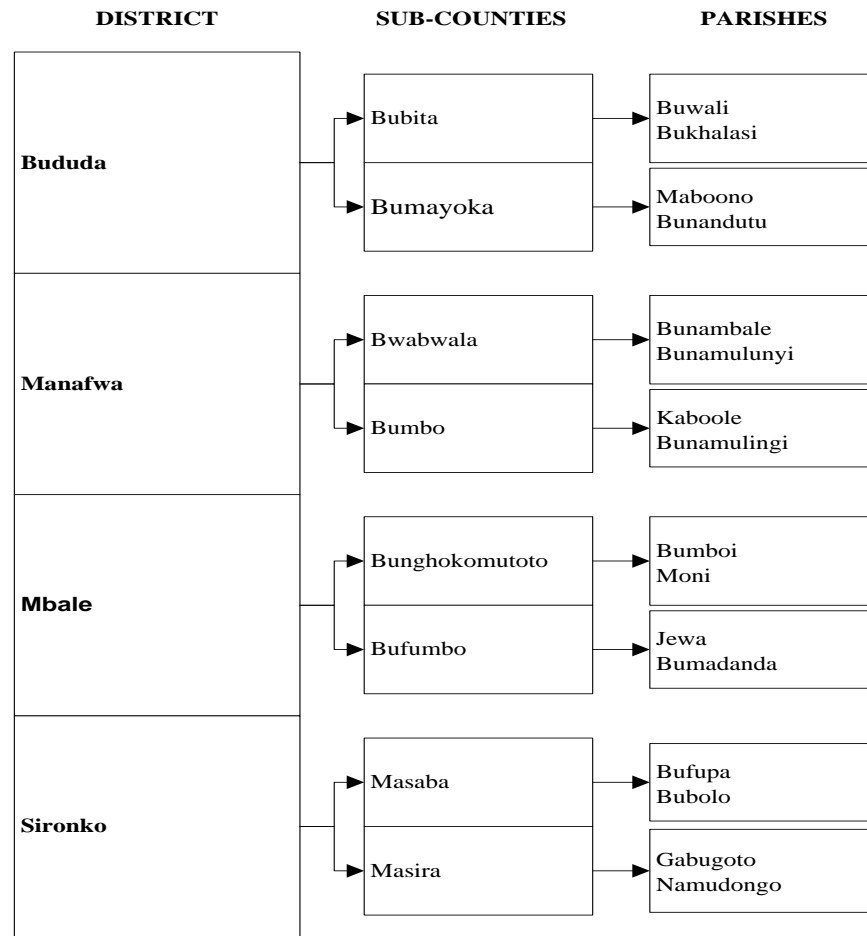 DISTRICT
SUB-COUNTIES
PARISHES
Bududa
Bubita
Buwali
Bukhalasi
Bumayoka
Maboono
Bunandutu
Manafwa
Bwabwala
Bunambale
Bunamulunyi
Bumbo
Kaboole
Bunamulingi
Mbale
Bunghokomutoto
Bumboi
Moni
Bufumbo
Jewa
Bumadanda
Sironko
Masaba
Bufupa
Bubolo
Masira
Gabugoto
Namudongo